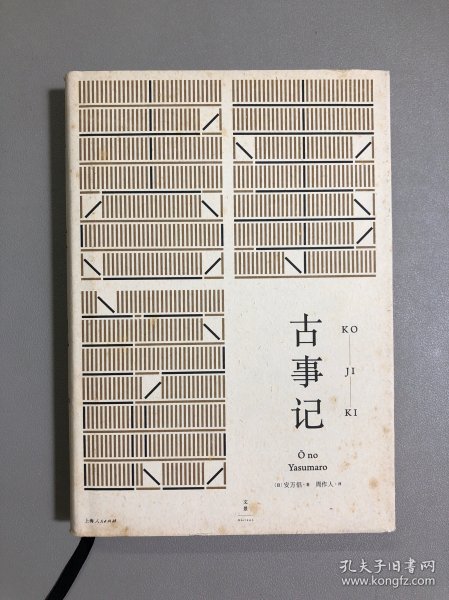 古事记
KO
JI
KI
Ō no
Yasumaro
[日] 安万侣·著 周作人·译
文景
Horizon
上海人民出版社
孔夫子旧书网
www.kongfz.com